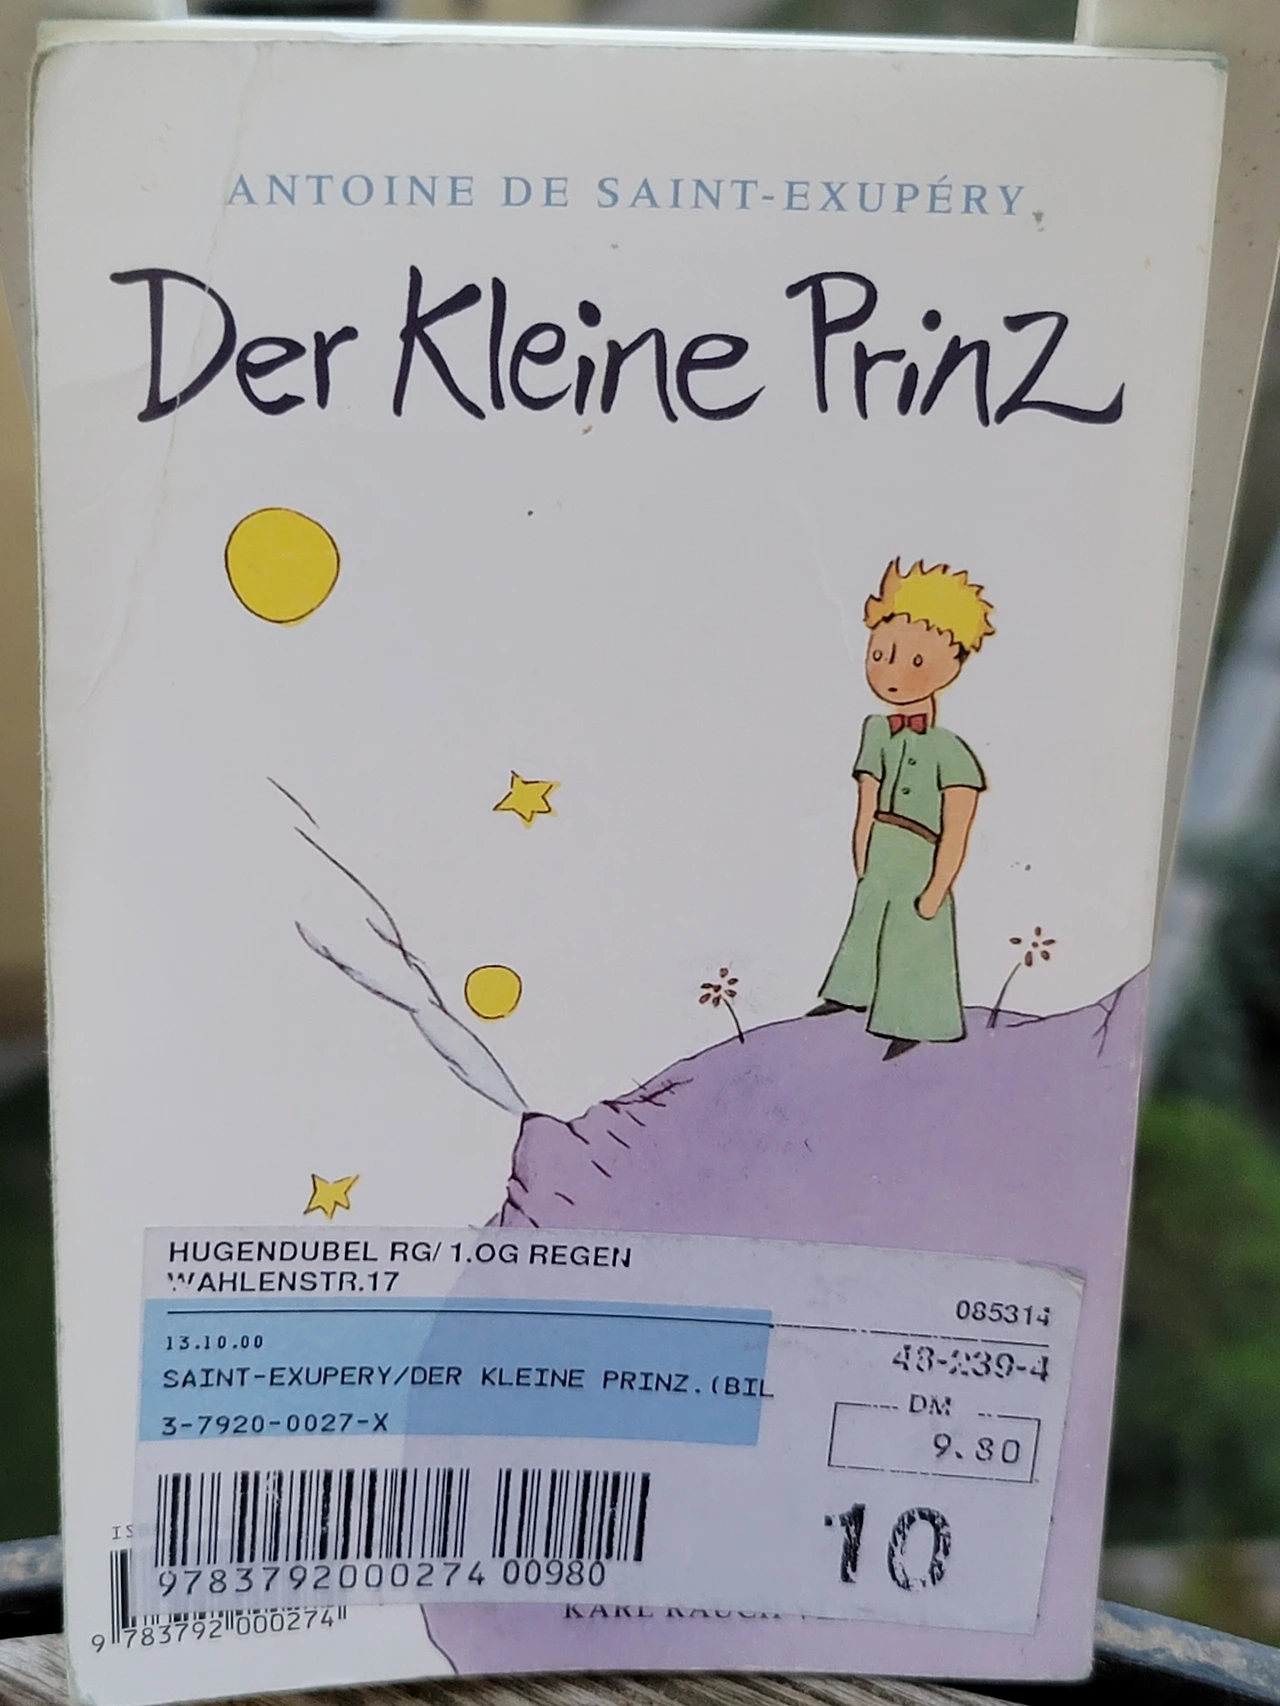 ANTOINE DE SAINT-EXUPÉRY
Der Kleine Prinz
HUGENDUBEL RG/ 1.OG REGEN
WAHLENSTR.17
085314
13.10.00
48-239-4
SAINT-EXUPERY/DER KLEINE PRINZ.(BIL
DM
3-7920-0027-X
9.80
10
9783792000274 00980
KARL RAUCH
9 783792 000274